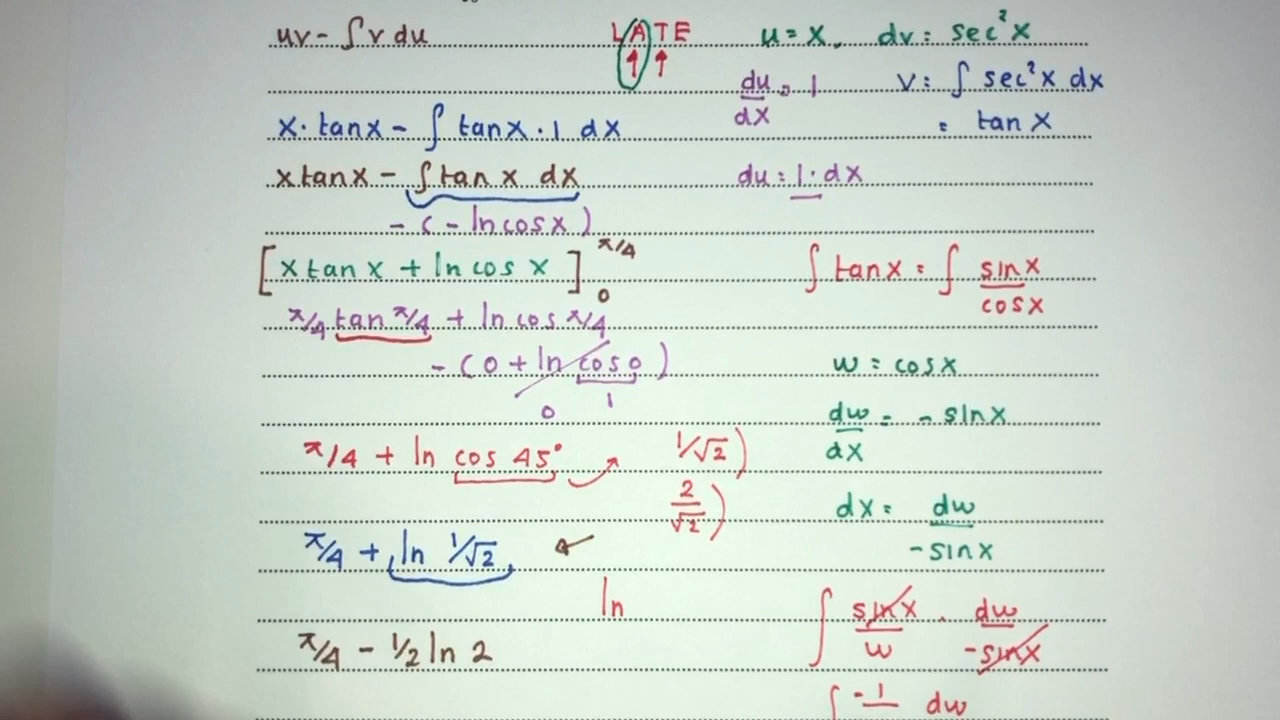 uv - ∫ v du
LATE
↑ ↑
u = x, dv = sec²x
du/dx = 1
v = ∫ sec²x dx
= tan x
x · tan x - ∫ tan x · 1 dx
x tan x - ∫ tan x dx
du = 1 · dx
- ( - ln cos x )
[ x tan x + ln cos x ] π/4 0
∫ tan x = ∫ sin x / cos x
π/4 tan π/4 + ln cos π/4
- ( 0 + ln cos 0 )
0 1
w = cos x
dw/dx = - sin x
π/4 + ln cos 45° 1/√2 )
2/√2 )
dx = dw / - sin x
π/4 + ln 1/√2
ln
∫ sin x / w · dw / - sin x
π/4 - 1/2 ln 2
∫ - 1 dw